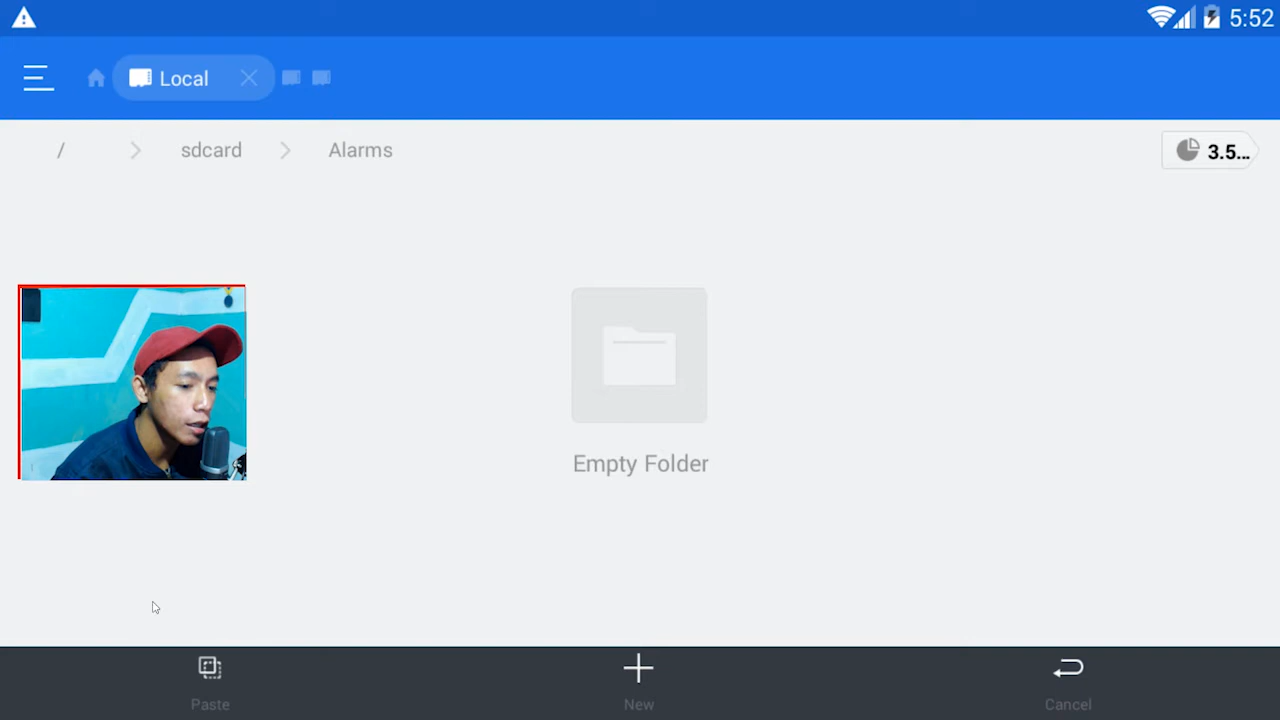 5:52
Local
/ sdcard Alarms
3.5…
Empty Folder
Paste New Cancel